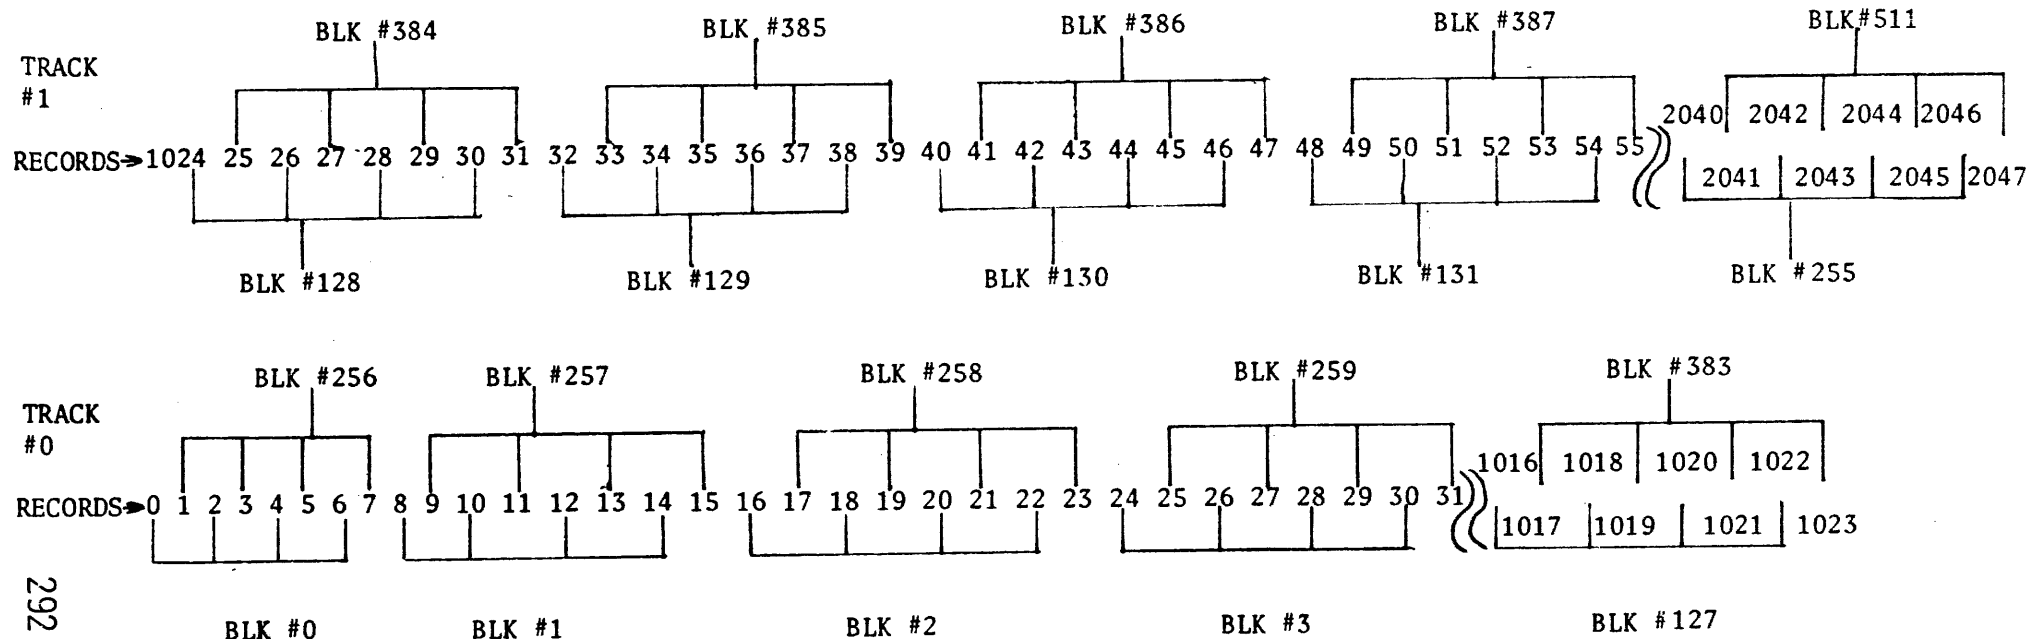 BLK #384 BLK #385 BLK #386 BLK #387 BLK#511
TRACK
#1
2040 2042 2044 2046
RECORDS→1024 25 26 27 28 29 30 31 32 33 34 35 36 37 38 39 40 41 42 43 44 45 46 47 48 49 50 51 52 53 54 55
2041 2043 2045 2047
BLK #128 BLK #129 BLK #130 BLK #131 BLK #255
BLK #256 BLK #257 BLK #258 BLK #259 BLK #383
TRACK
#0
1016 1018 1020 1022
RECORDS→0 1 2 3 4 5 6 7 8 9 10 11 12 13 14 15 16 17 18 19 20 21 22 23 24 25 26 27 28 29 30 31
1017 1019 1021 1023
BLK #0 BLK #1 BLK #2 BLK #3 BLK #127
292